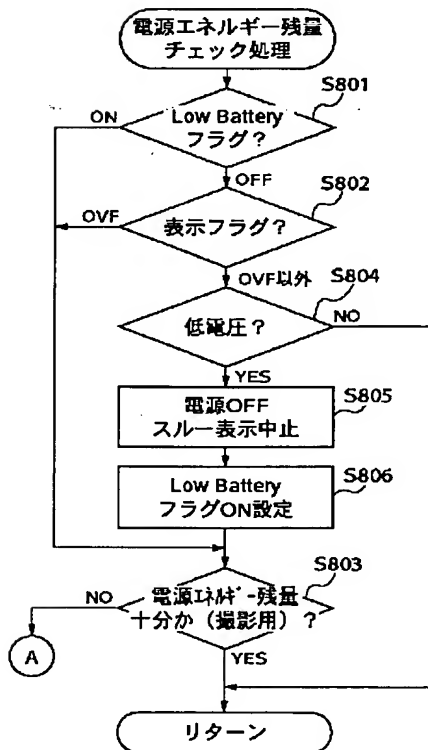 電源エネルギー残量
チェック処理
S801
ON
Low Battery
フラグ？
OFF
S802
OVF
表示フラグ？
OVF以外
S804
低電圧？
NO
YES
S805
電源OFF
スルー表示中止
S806
Low Battery
フラグON設定
S803
NO
電源ｴﾈﾙｷﾞｰ残量
十分か（撮影用）？
A
YES
リターン